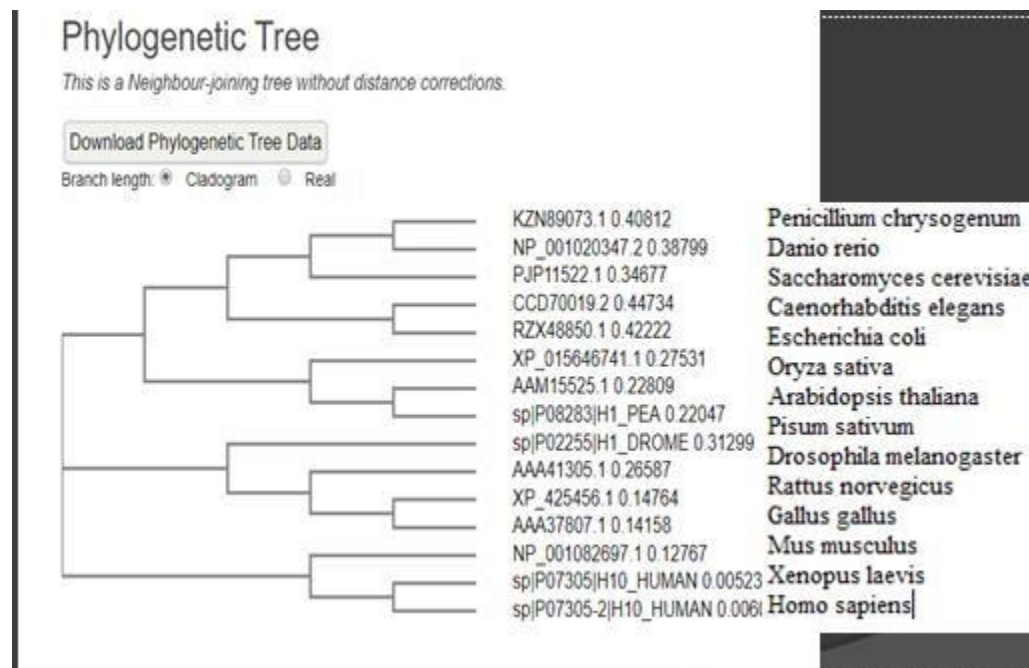 Phylogenetic Tree
This is a Neighbour-joining tree without distance corrections.
Download Phylogenetic Tree Data
Branch length: Cladogram Real
KZN89073.1 0.40812 Penicillium chrysogenum
NP_001020347.2 0.38799 Danio rerio
PJP11522.1 0.34677 Saccharomyces cerevisiae
CCD70019.2 0.44734 Caenorhabditis elegans
RZX48850.1 0.42222 Escherichia coli
XP_015646741.1 0.27531 Oryza sativa
AAM15525.1 0.22809 Arabidopsis thaliana
sp|P08283|H1_PEA 0.22047 Pisum sativum
sp|P02255|H1_DROME 0.31299 Drosophila melanogaster
AAA41305.1 0.26587 Rattus norvegicus
XP_425456.1 0.14764 Gallus gallus
AAA37807.1 0.14158 Mus musculus
NP_001082697.1 0.12767 Xenopus laevis
sp|P07305|H10_HUMAN 0.00523 Homo sapiens
sp|P07305-2|H10_HUMAN